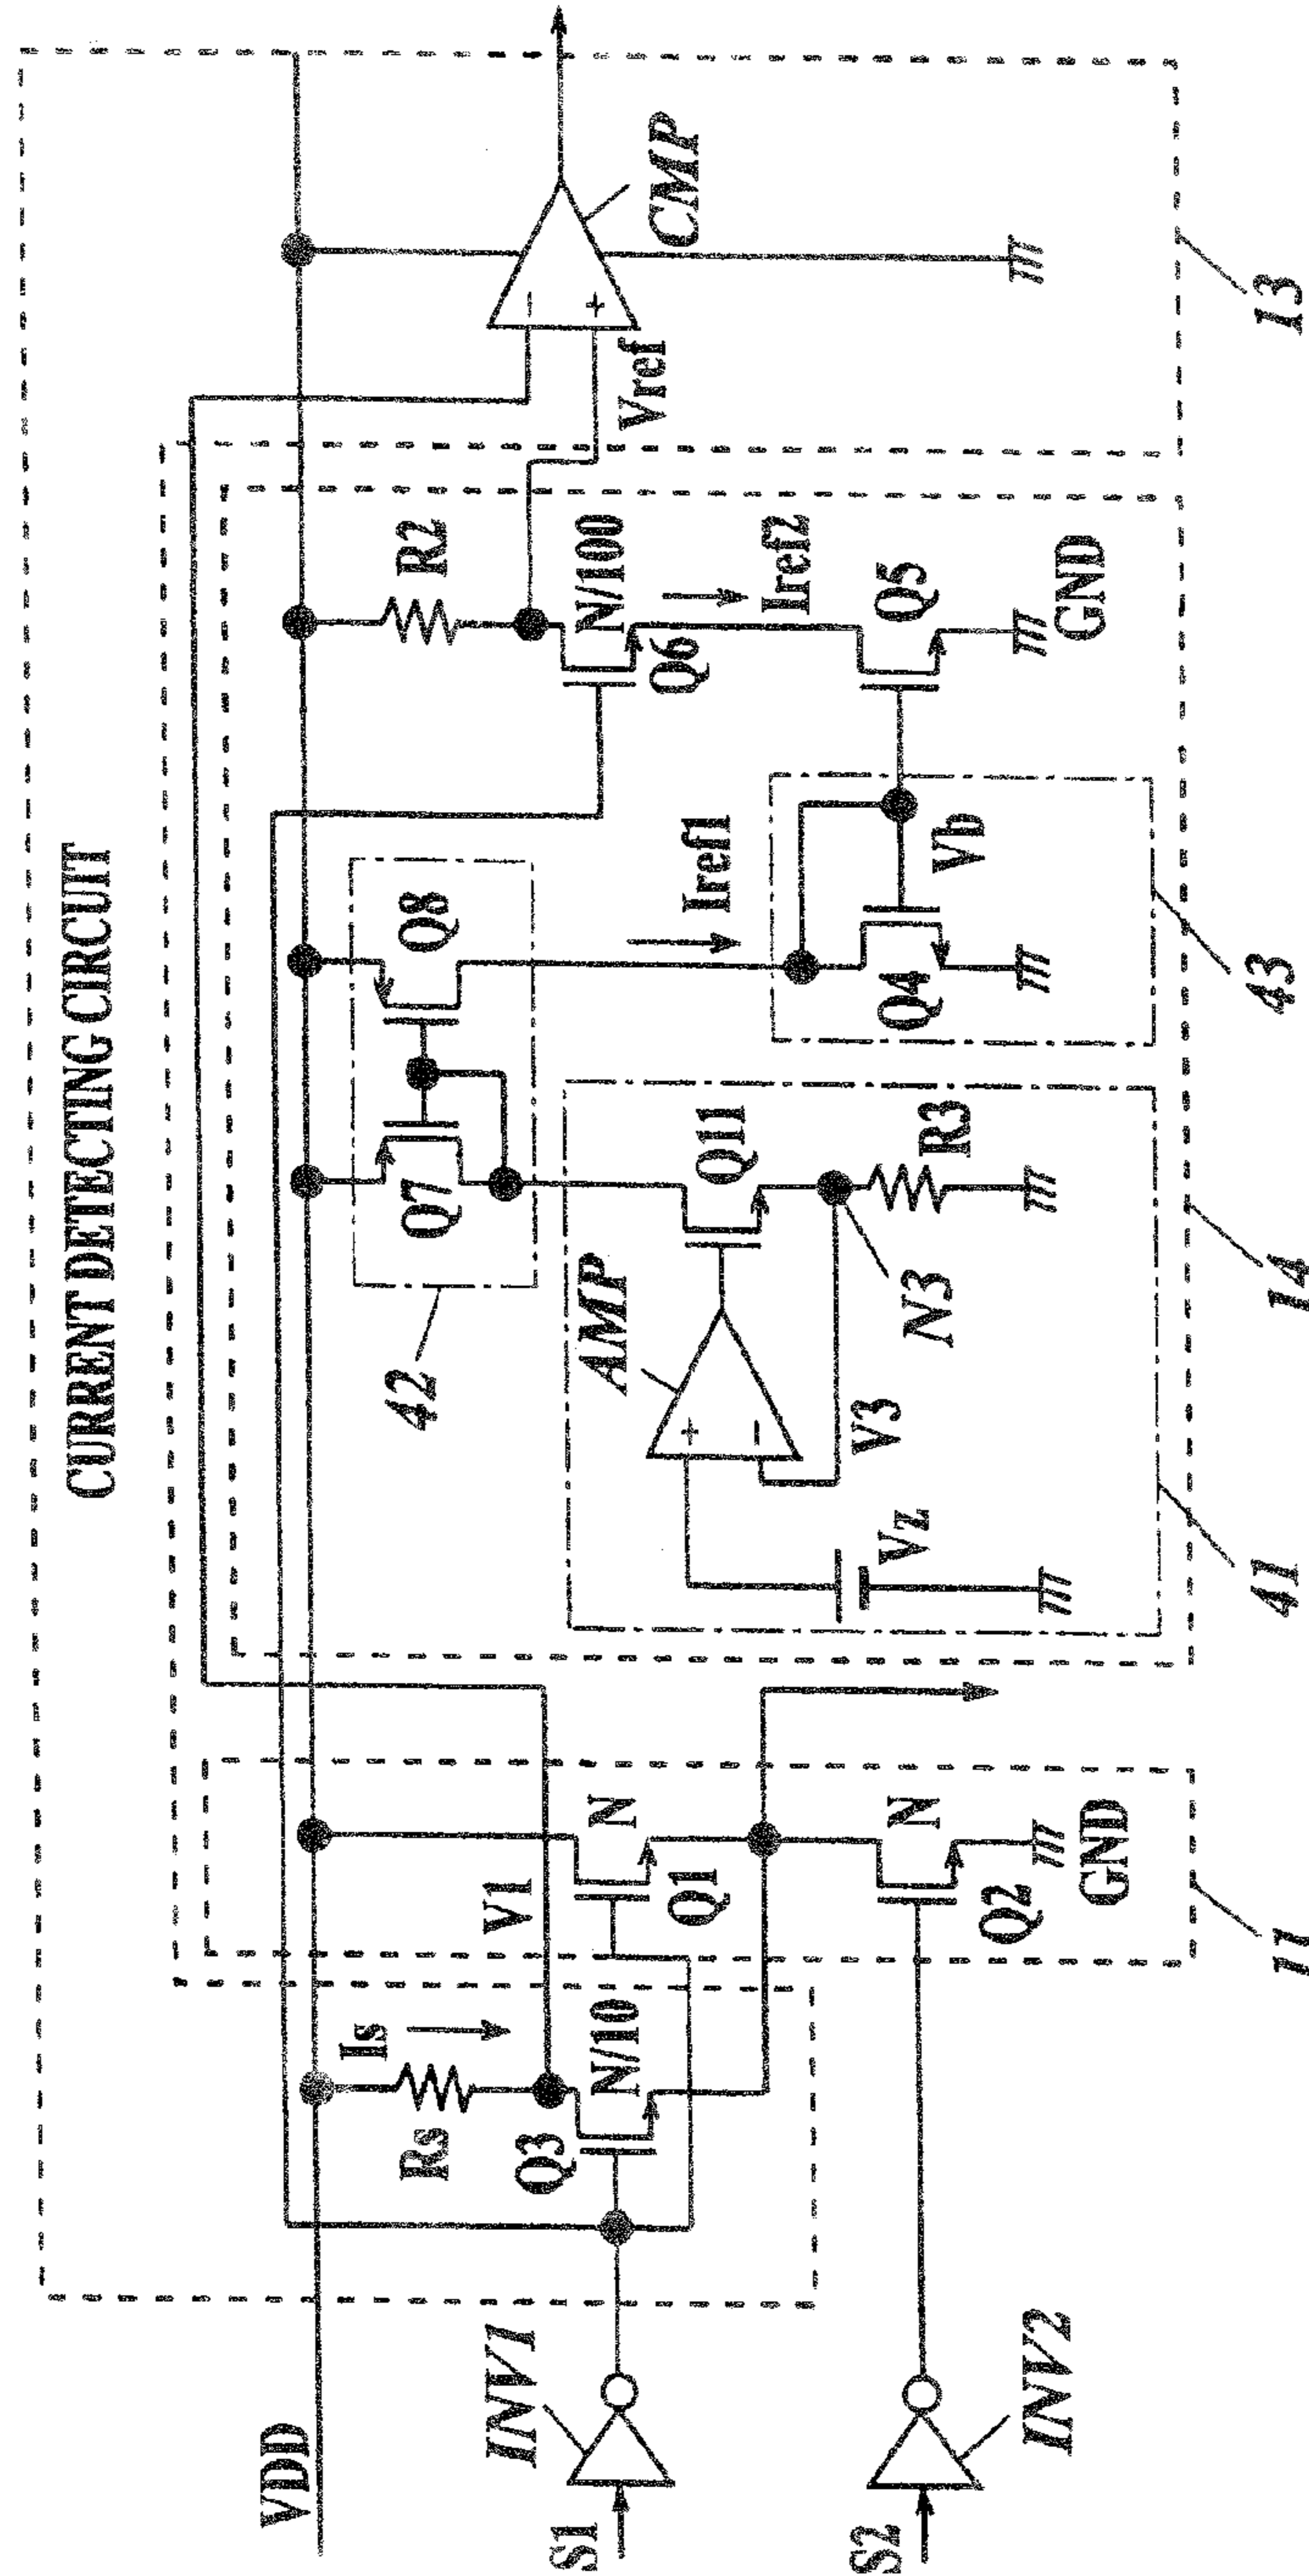 CURRENT DETECTING CIRCUIT
VDD
Rs
Is
V1
R2
Q7
Q8
42
Q3
N/10
Q1
N
Q6
N/100
Iref2
Vref
-
+
CMP
S1
INV1
AMP
+
-
Q11
Iref1
V3
N3
R3
Vz
Q4
Vb
Q5
GND
S2
INV2
Q2
N
GND
11
41
14
43
13